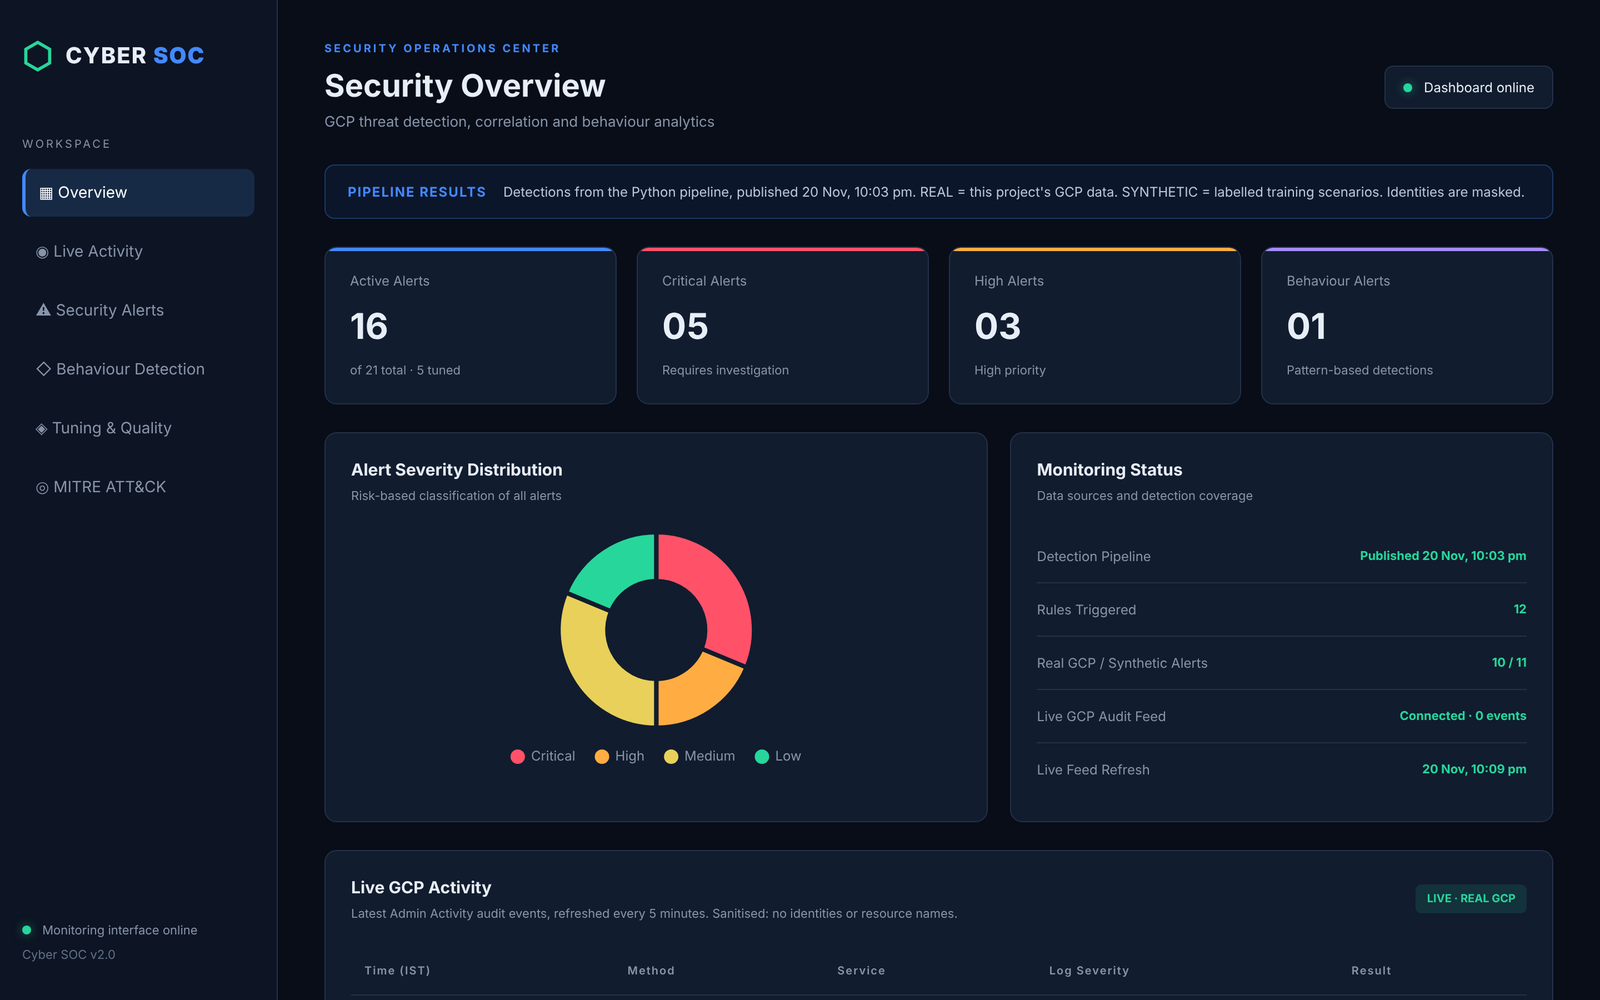 CYBER SOC
WORKSPACE
Overview
Live Activity
Security Alerts
Behaviour Detection
Tuning & Quality
MITRE ATT&CK
Monitoring interface online
Cyber SOC v2.0
SECURITY OPERATIONS CENTER
Security Overview
GCP threat detection, correlation and behaviour analytics
Dashboard online
PIPELINE RESULTS Detections from the Python pipeline, published 20 Nov, 10:03 pm. REAL = this project's GCP data. SYNTHETIC = labelled training scenarios. Identities are masked.
Active Alerts
16
of 21 total · 5 tuned
Critical Alerts
05
Requires investigation
High Alerts
03
High priority
Behaviour Alerts
01
Pattern-based detections
Alert Severity Distribution
Risk-based classification of all alerts
Critical High Medium Low
Monitoring Status
Data sources and detection coverage
Detection Pipeline Published 20 Nov, 10:03 pm
Rules Triggered 12
Real GCP / Synthetic Alerts 10 / 11
Live GCP Audit Feed Connected · 0 events
Live Feed Refresh 20 Nov, 10:09 pm
Live GCP Activity
Latest Admin Activity audit events, refreshed every 5 minutes. Sanitised: no identities or resource names.
LIVE · REAL GCP
Time (IST) Method Service Log Severity Result